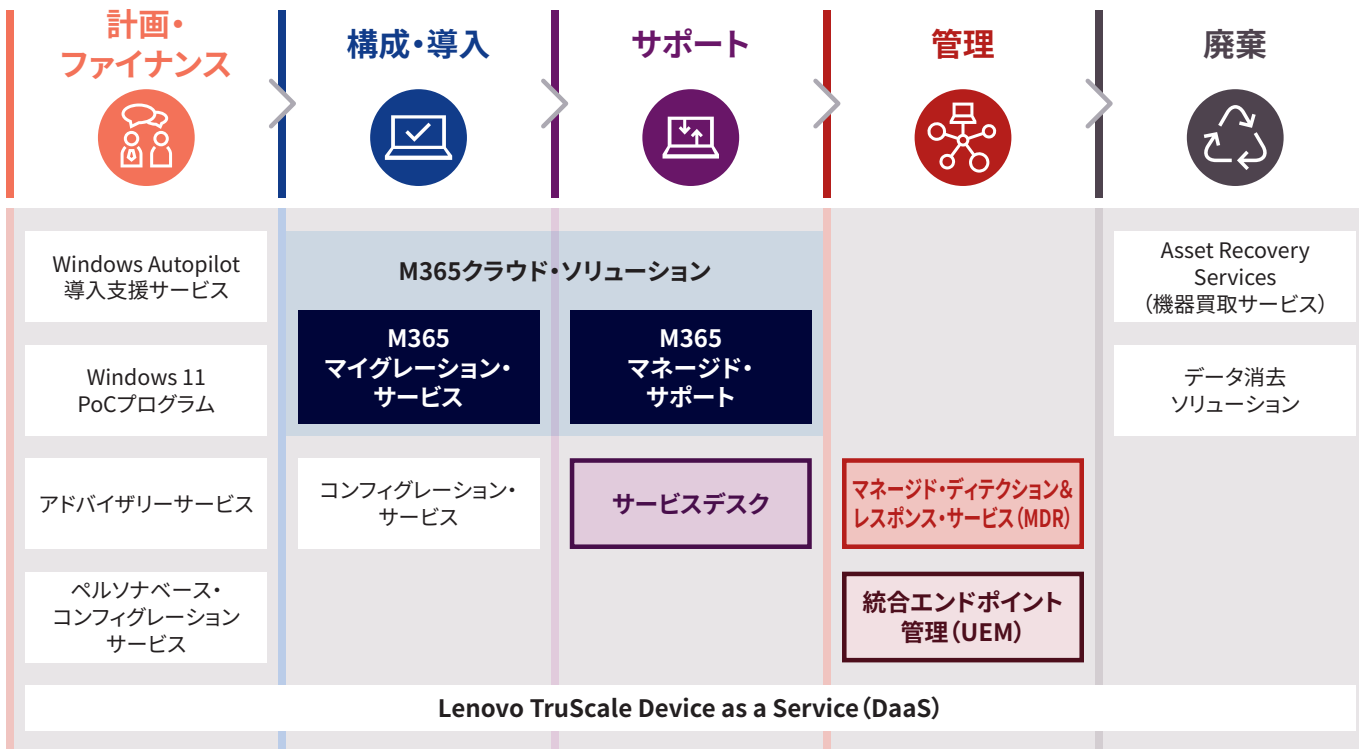 計画・
ファイナンス
構成・導入
サポート
管理
廃棄
Windows Autopilot
導入支援サービス
Windows 11
PoCプログラム
アドバイザリーサービス
ペルソナベース・
コンフィグレーション
サービス
M365クラウド・ソリューション
M365
マイグレーション・
サービス
M365
マネージド・
サポート
コンフィグレーション・
サービス
サービスデスク
マネージド・ディテクション&
レスポンス・サービス(MDR)
統合エンドポイント
管理(UEM)
Asset Recovery
Services
(機器買取サービス)
データ消去
ソリューション
Lenovo TruScale Device as a Service(DaaS)